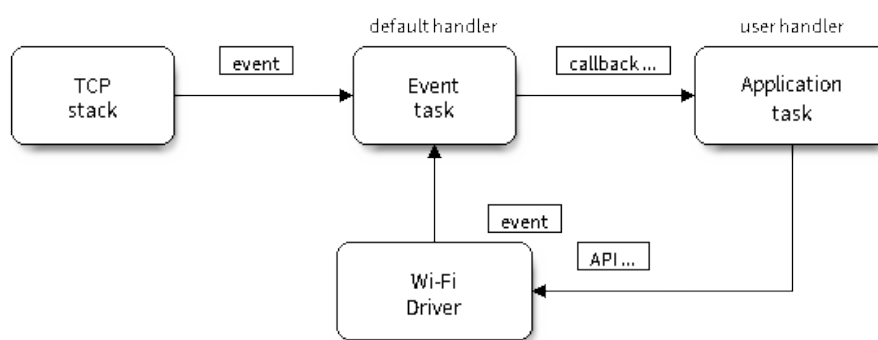 default handler
user handler
event
callback ...
TCP
stack
Event
task
Application
task
event
API ...
Wi-Fi
Driver